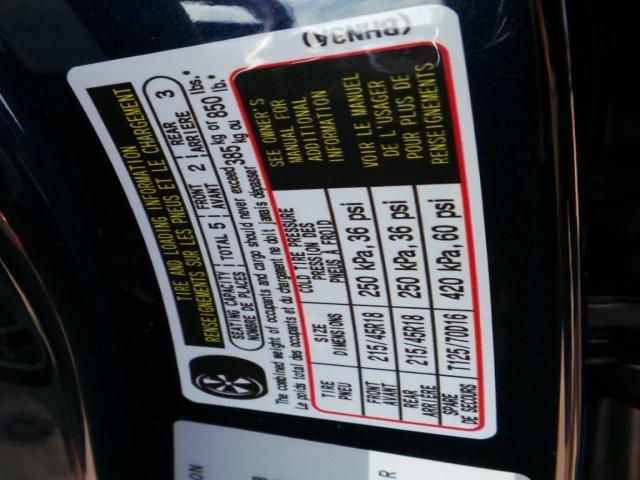 (BHN3A)
TIRE AND LOADING INFORMATION
RENSEIGNEMENTS SUR LES PNEUS ET LE CHARGEMENT
SEATING CAPACITY TOTAL 5 FRONT 2 REAR 3
NOMBRE DE PLACES AVANT ARRIÈRE
The combined weight of occupants and cargo should never exceed 385 kg or 850 lbs.*
Le poids total des occupants et du chargement ne doit jamais dépasser kg ou lb.*
TIRE SIZE COLD TIRE PRESSURE
PNEU DIMENSIONS PRESSION DES PNEUS À FROID
FRONT AVANT 215/45R18 250 kPa, 36 psi
REAR ARRIÈRE 215/45R18 250 kPa, 36 psi
SPARE DE SECOURS T125/70D16 420 kPa, 60 psi
SEE OWNER'S
MANUAL FOR
ADDITIONAL
INFORMATION
VOIR LE MANUEL
DE L'USAGER
POUR PLUS DE
RENSEIGNEMENTS
ON
R